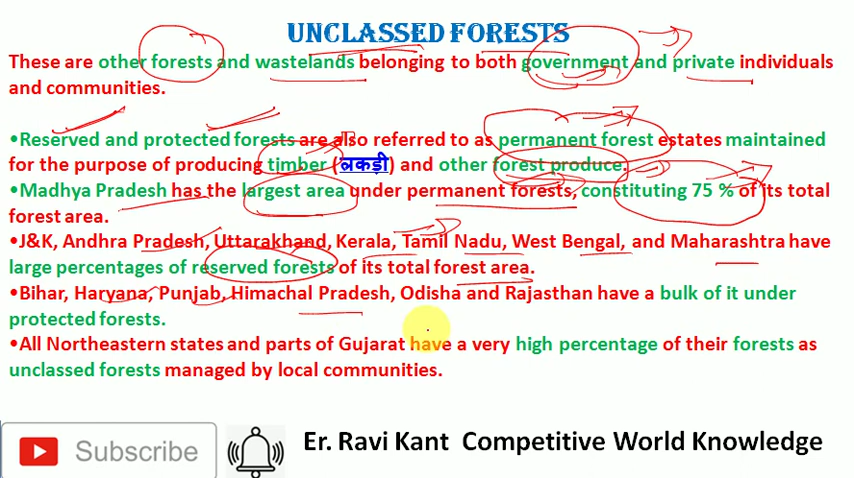 UNCLASSED FORESTS
These are other forests and wastelands belonging to both government and private individuals
and communities.
•Reserved and protected forests are also referred to as permanent forest estates maintained
for the purpose of producing timber (लकड़ी) and other forest produce.
•Madhya Pradesh has the largest area under permanent forests, constituting 75 % of its total
forest area.
•J&K, Andhra Pradesh, Uttarakhand, Kerala, Tamil Nadu, West Bengal, and Maharashtra have
large percentages of reserved forests of its total forest area.
•Bihar, Haryana, Punjab, Himachal Pradesh, Odisha and Rajasthan have a bulk of it under
protected forests.
•All Northeastern states and parts of Gujarat have a very high percentage of their forests as
unclassed forests managed by local communities.
Subscribe
Er. Ravi Kant Competitive World Knowledge